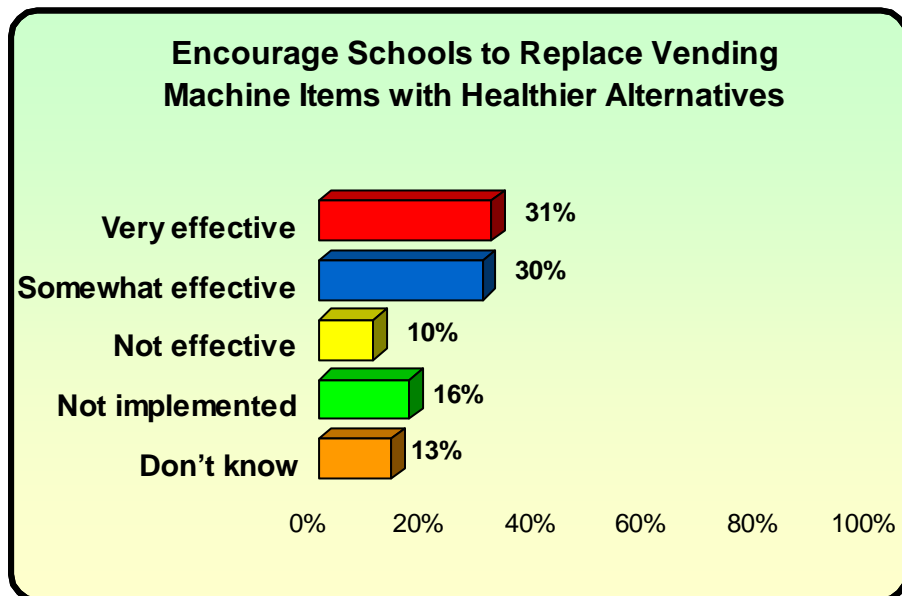 Encourage Schools to Replace Vending
Machine Items with Healthier Alternatives
Very effective 31%
Somewhat effective 30%
Not effective 10%
Not implemented 16%
Don’t know 13%
0% 20% 40% 60% 80% 100%